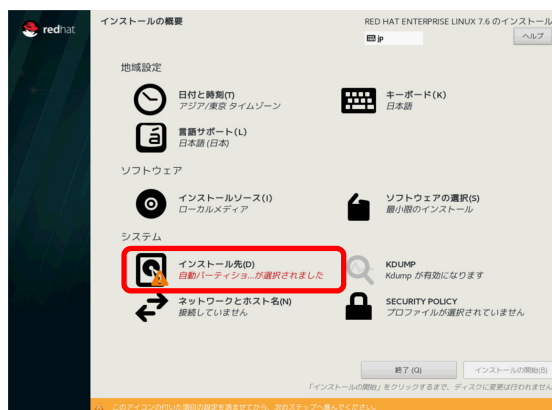 redhat
インストールの概要
RED HAT ENTERPRISE LINUX 7.6 のインストール
jp
ヘルプ
地域設定
日付と時刻(T)
アジア/東京 タイムゾーン
キーボード(K)
日本語
言語サポート(L)
日本語 (日本)
ソフトウェア
インストールソース(I)
ローカルメディア
ソフトウェアの選択(S)
最小限のインストール
システム
インストール先(D)
自動パーティショ...が選択されました
KDUMP
Kdump が有効になります
ネットワークとホスト名(N)
接続していません
SECURITY POLICY
プロファイルが選択されていません
終了 (Q)
インストールの開始(B)
「インストールの開始」をクリックするまで、ディスクに変更は行われません
このアイコンの付いた項目の設定を済ませてから、次のステップへ進んでください。